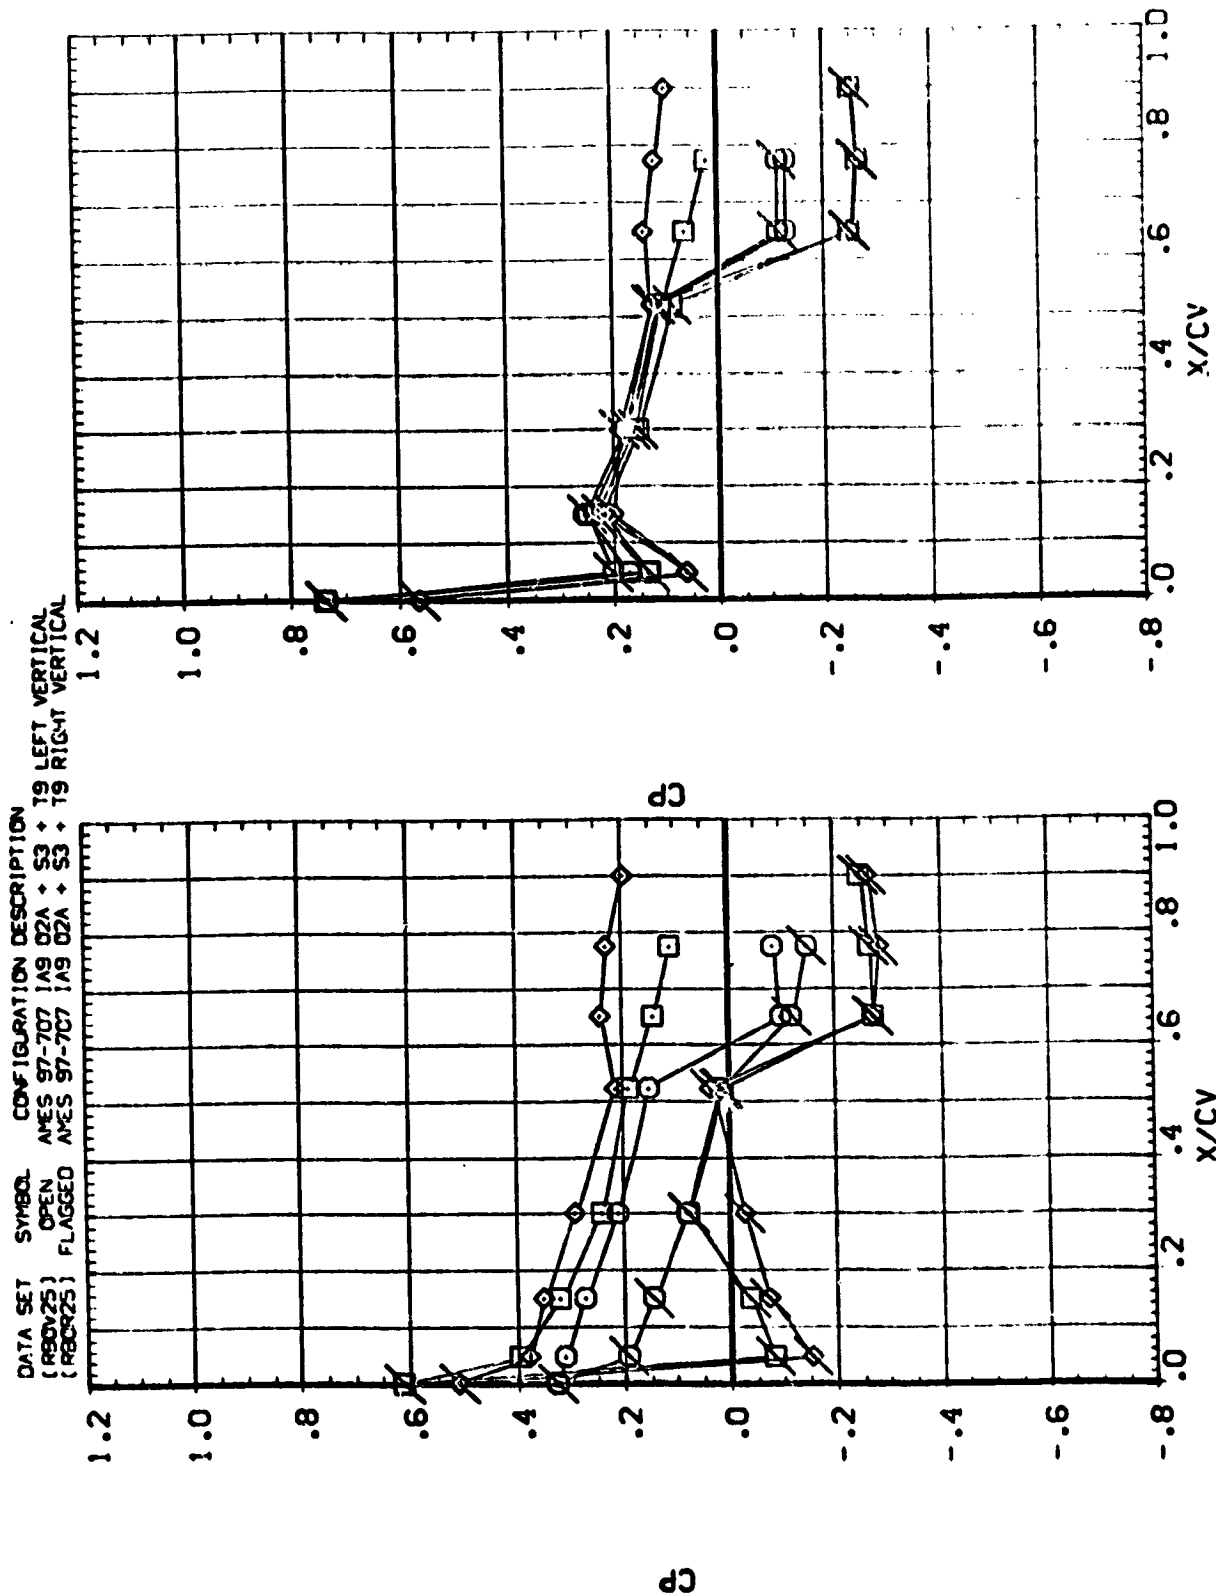 DATA SET SYMBOL CONFIGURATION DESCRIPTION
OPEN AMES 97-707 IA9 O2A + S3 + T9 LEFT VERTICAL
FLAGGED AMES 97-707 IA9 O2A + S3 + T9 RIGHT VERTICAL
1.2
1.0
.8
.6
.4
.2
.0
-.2
-.4
-.6
-.8
CP
.0 .2 .4 .6 .8 1.0
X/CV
1.2
1.0
.8
.6
.4
.2
.0
-.2
-.4
-.6
-.8
CP
.0 .2 .4 .6 .8 1.0
X/CV